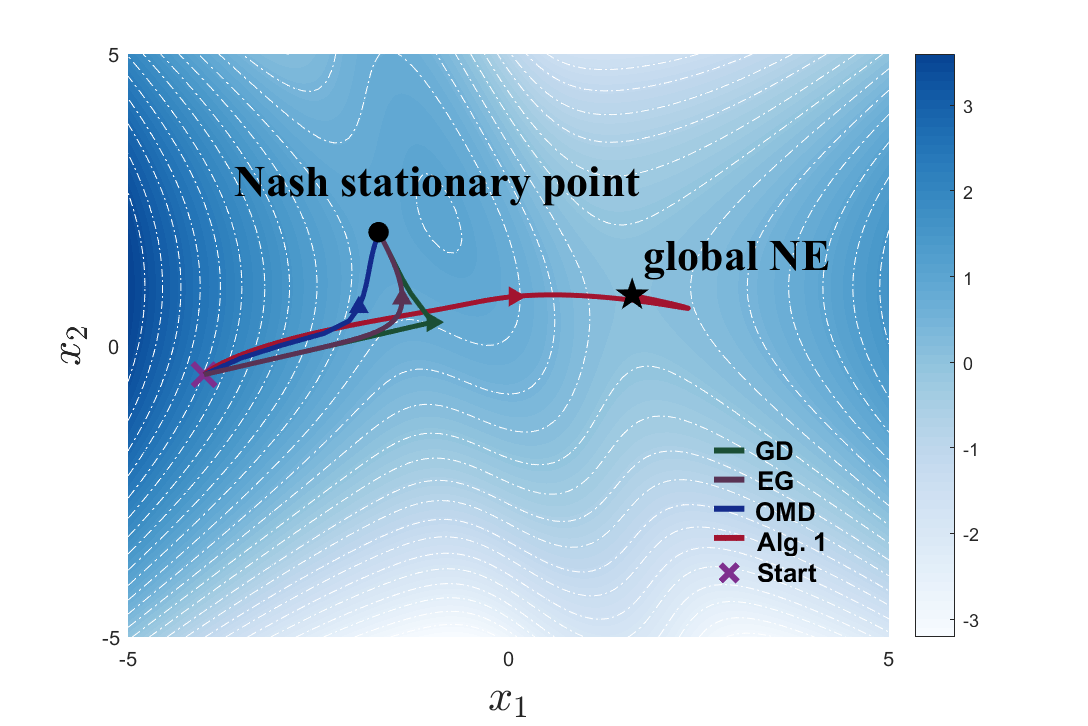 5
Nash stationary point
global NE
x₂
0
GD
EG
OMD
Alg. 1
Start
-5
-5
0
5
x₁
3
2
1
0
-1
-2
-3